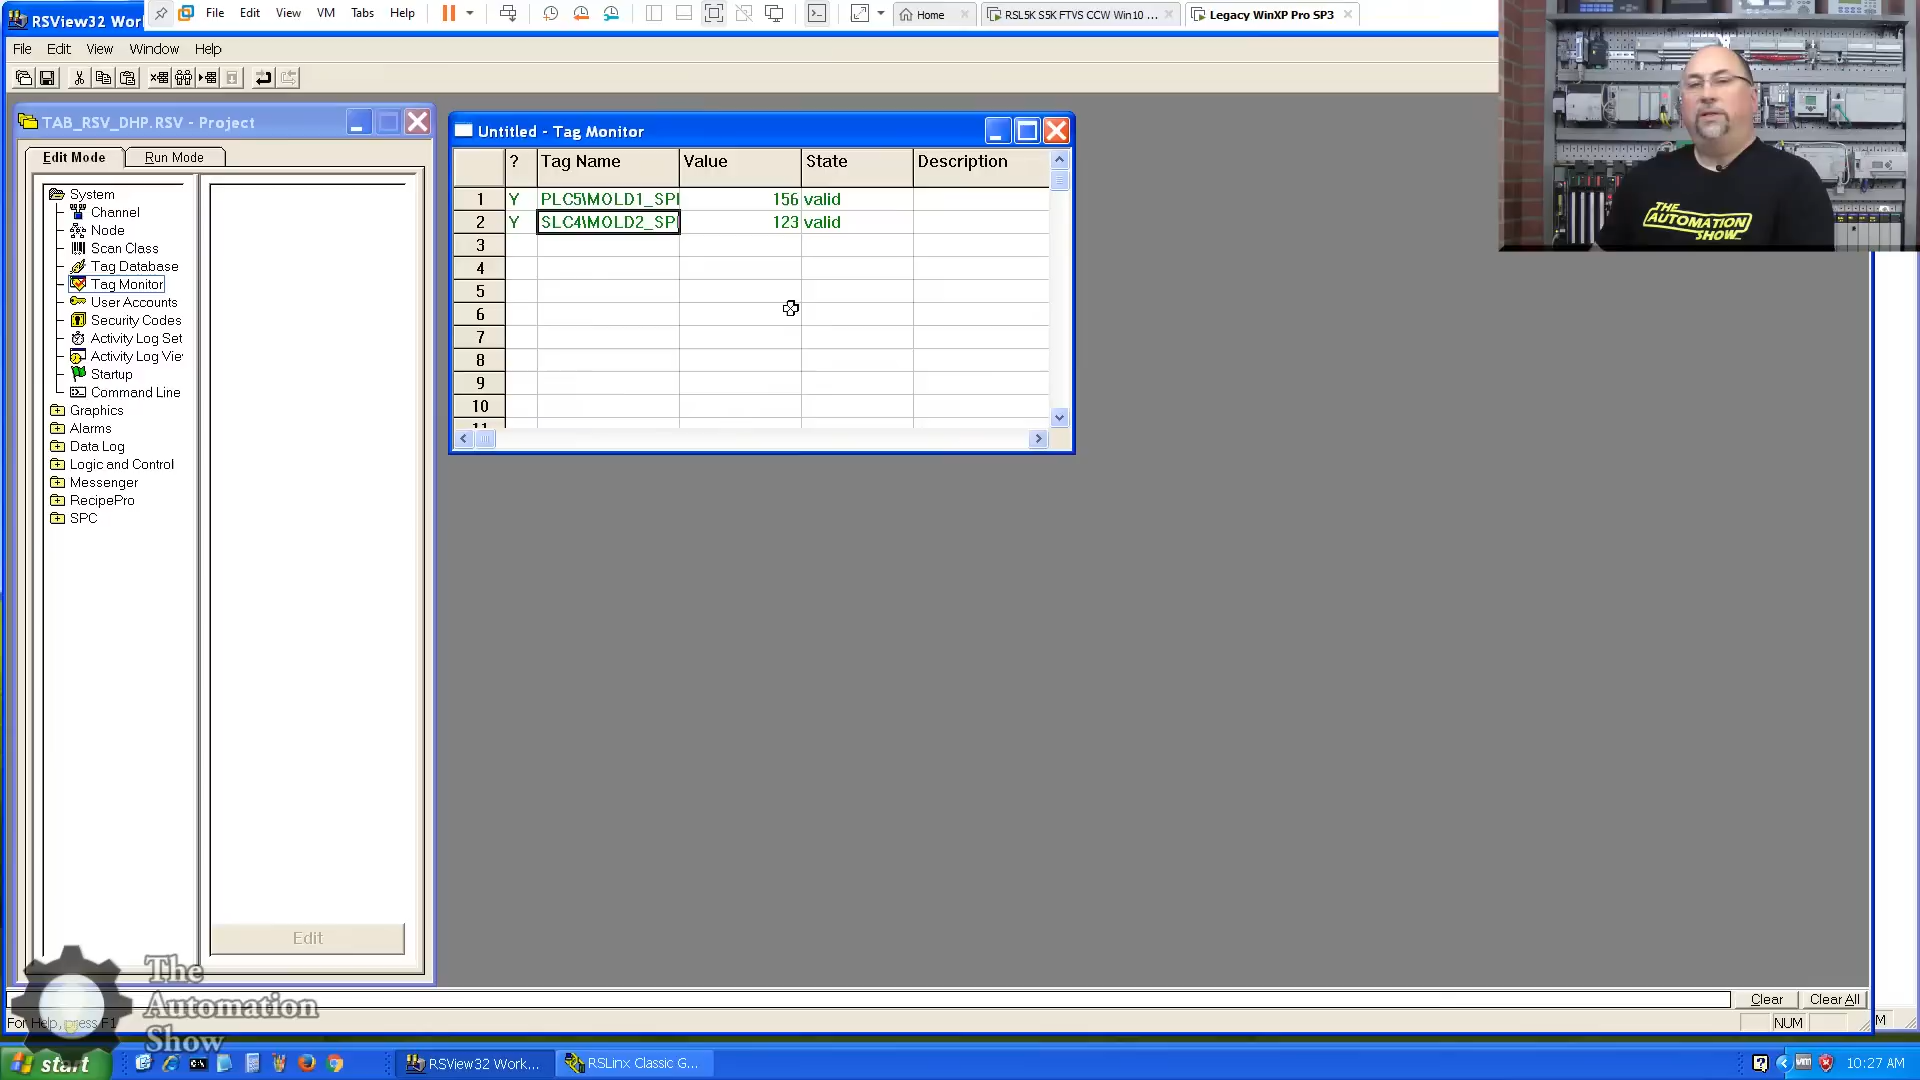 RSView32 Worl
File Edit View VM Tabs Help
Home
RSL5K S5K FTVS CCW Win10 ...
Legacy WinXP Pro SP3
File Edit View Window Help
TAB_RSV_DHP.RSV - Project
Edit Mode
Run Mode
System
Channel
Node
Scan Class
Tag Database
Tag Monitor
User Accounts
Security Codes
Activity Log Set
Activity Log Vie
Startup
Command Line
Graphics
Alarms
Data Log
Logic and Control
Messenger
RecipePro
SPC
Edit
Untitled - Tag Monitor
? Tag Name Value State Description
1 Y PLC5\MOLD1_SP 156 valid
2 Y SLC4\MOLD2_SP 123 valid
3
4
5
6
7
8
9
10
11
THE
AUTOMATION
SHOW
The
Automation
Show
Clear Clear All
For Help, press F1
NUM
M
start
RSView32 Work...
RSLinx Classic G...
10:27 AM